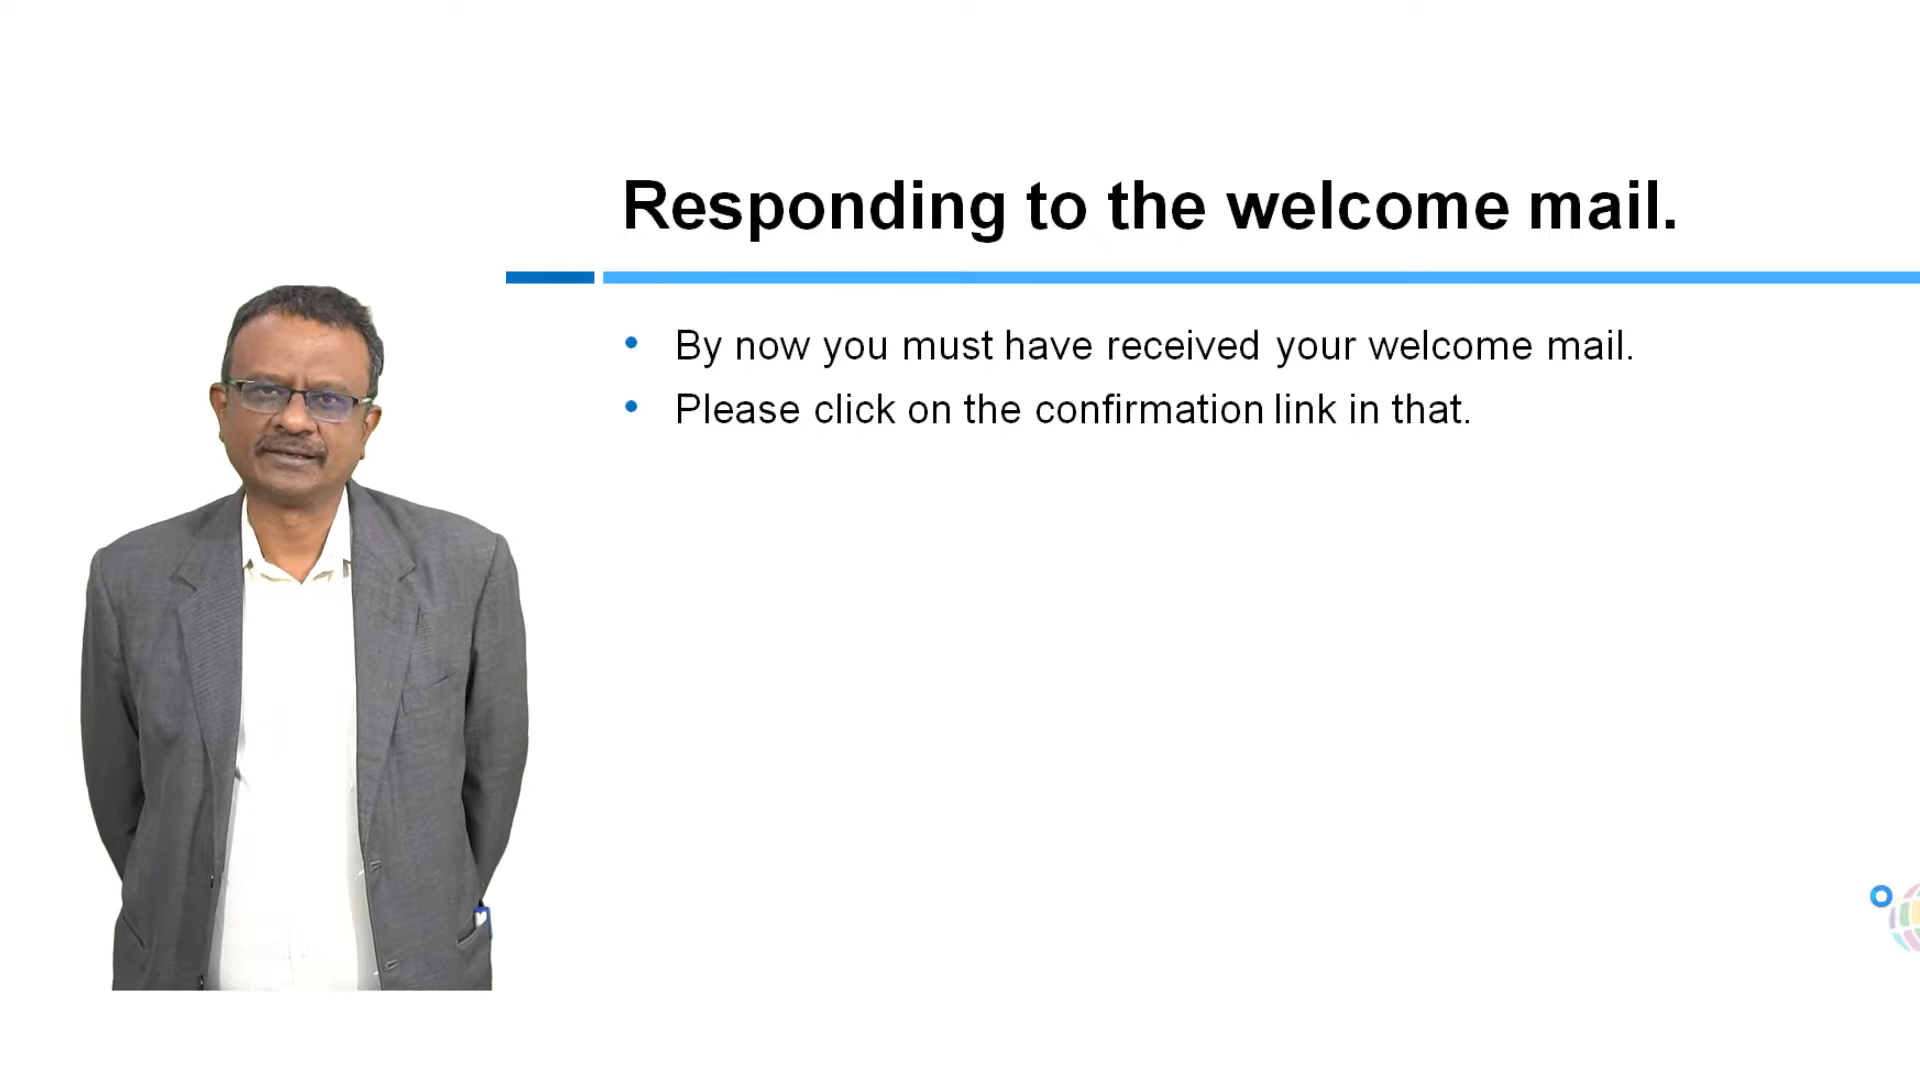 Responding to the welcome mail.
By now you must have received your welcome mail.
Please click on the confirmation link in that.